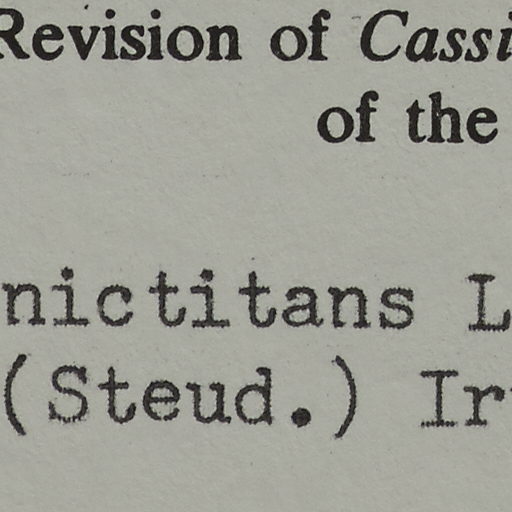 Revision of Cassi
of the
nictitans L
(Steud.) Ir